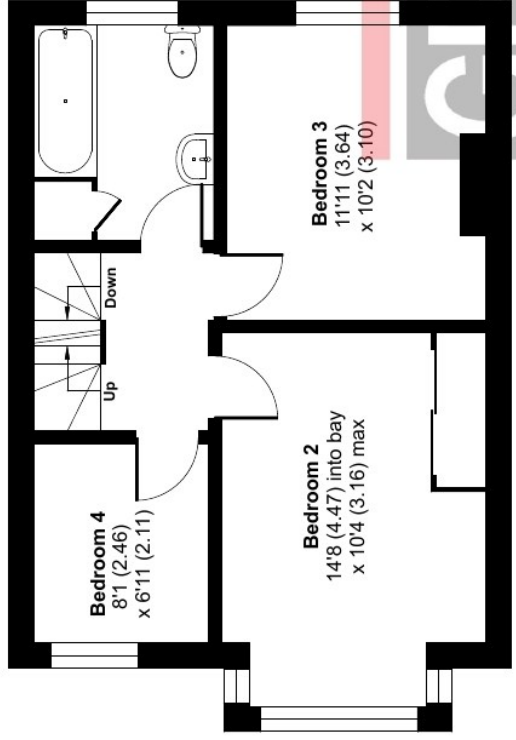 Bedroom 3
11'11 (3.64)
x 10'2 (3.10)
Down
Up
Bedroom 2
14'8 (4.47) into bay
x 10'4 (3.16) max
Bedroom 4
8'1 (2.46)
x 6'11 (2.11)